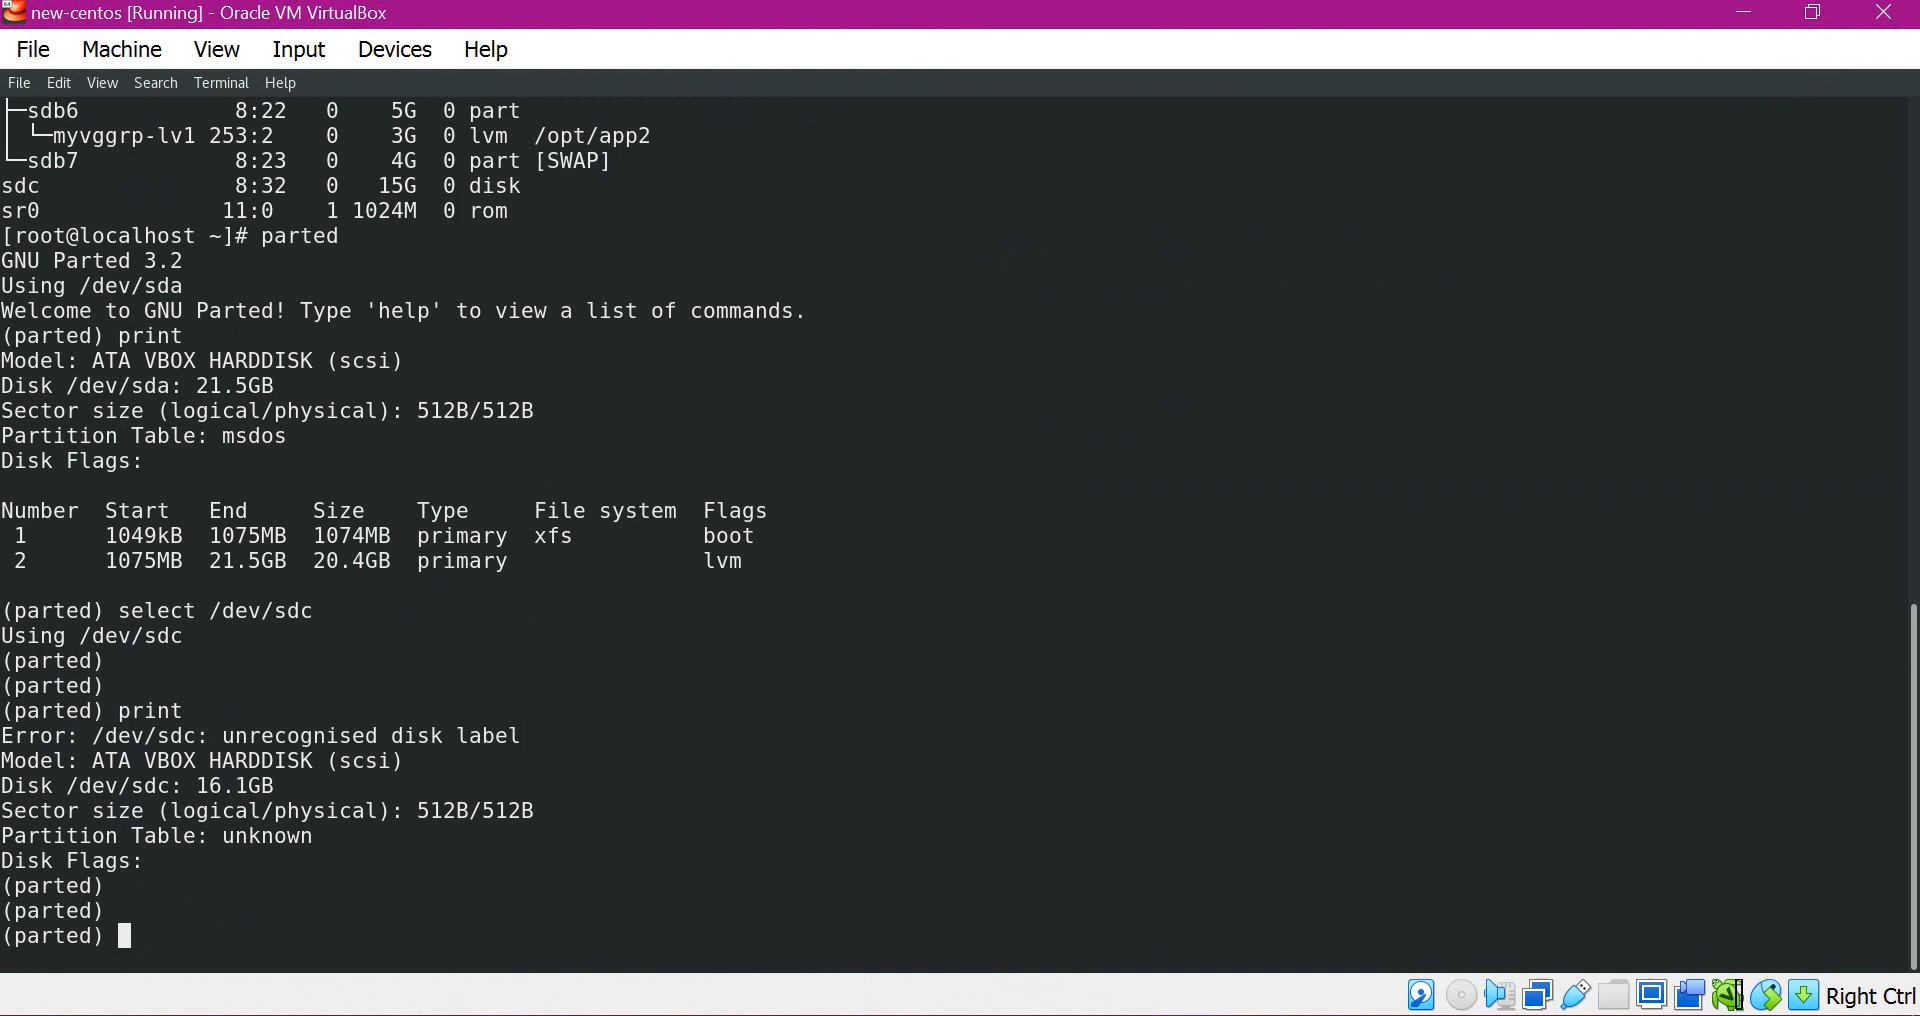 new-centos [Running] - Oracle VM VirtualBox
File Machine View Input Devices Help
File Edit View Search Terminal Help
├─sdb6            8:22   0     5G  0 part
│ └─myvggrp-lv1 253:2    0     3G  0 lvm  /opt/app2
└─sdb7            8:23   0     4G  0 part [SWAP]
sdc               8:32   0    15G  0 disk
sr0              11:0    1 1024M  0 rom
[root@localhost ~]# parted
GNU Parted 3.2
Using /dev/sda
Welcome to GNU Parted! Type 'help' to view a list of commands.
(parted) print
Model: ATA VBOX HARDDISK (scsi)
Disk /dev/sda: 21.5GB
Sector size (logical/physical): 512B/512B
Partition Table: msdos
Disk Flags:
Number  Start   End     Size    Type     File system  Flags
 1      1049kB  1075MB  1074MB  primary  xfs          boot
 2      1075MB  21.5GB  20.4GB  primary               lvm
(parted) select /dev/sdc
Using /dev/sdc
(parted)
(parted)
(parted) print
Error: /dev/sdc: unrecognised disk label
Model: ATA VBOX HARDDISK (scsi)
Disk /dev/sdc: 16.1GB
Sector size (logical/physical): 512B/512B
Partition Table: unknown
Disk Flags:
(parted)
(parted)
(parted)
Right Ctrl